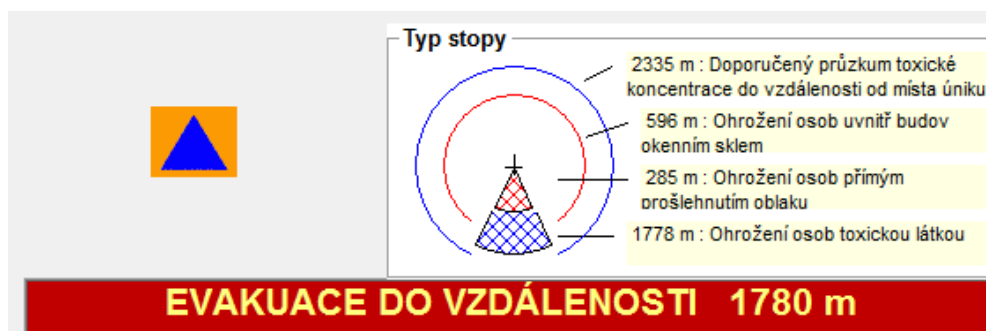 Typ stopy
2335 m : Doporučený průzkum toxické
koncentrace do vzdálenosti od místa úniku
596 m : Ohrožení osob uvnitř budov
okenním sklem
285 m : Ohrožení osob přímým
prošlehnutím oblaku
1778 m : Ohrožení osob toxickou látkou
EVAKUACE DO VZDÁLENOSTI 1780 m